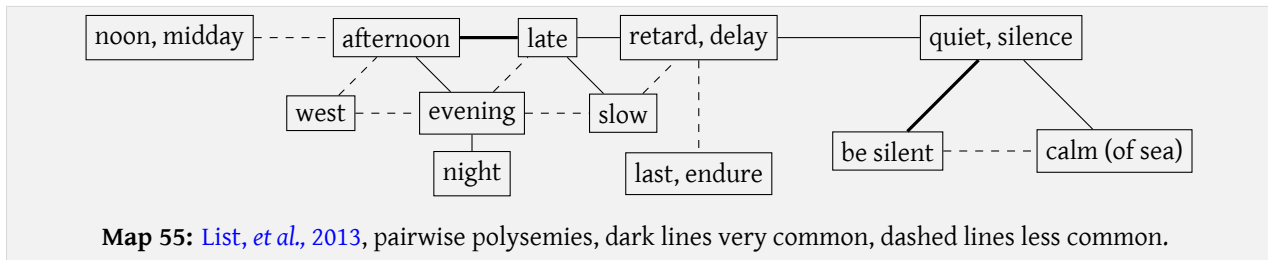 noon, midday afternoon late retard, delay quiet, silence
west evening slow
be silent calm (of sea)
night last, endure
Map 55: List, et al., 2013, pairwise polysemies, dark lines very common, dashed lines less common.